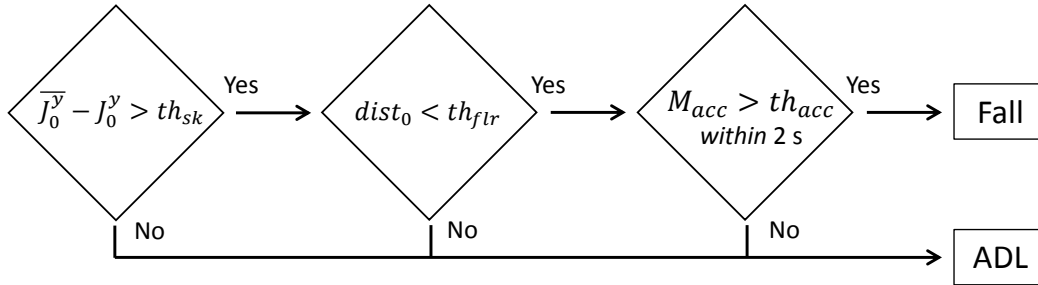 $\overline{J_0^y} - J_0^y > th_{sk}$
Yes
$dist_0 < th_{flr}$
Yes
$M_{acc} > th_{acc}$
within 2 s
Yes
Fall
No
No
No
ADL